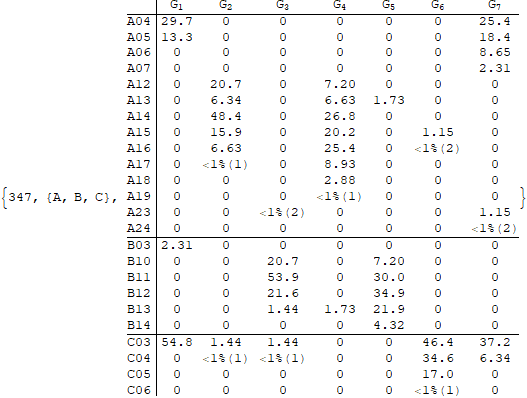 G1 G2 G3 G4 G5 G6 G7
A04 29.7 0 0 0 0 0 25.4
A05 13.3 0 0 0 0 0 18.4
A06 0 0 0 0 0 0 8.65
A07 0 0 0 0 0 0 2.31
A12 0 20.7 0 7.20 0 0 0
A13 0 6.34 0 6.63 1.73 0 0
A14 0 48.4 0 26.8 0 0 0
A15 0 15.9 0 20.2 0 1.15 0
A16 0 6.63 0 25.4 0 <1%(2) 0
A17 0 <1%(1) 0 8.93 0 0 0
A18 0 0 0 2.88 0 0 0
{347, {A, B, C}, A19 0 0 0 <1%(1) 0 0 0 }
A23 0 0 <1%(2) 0 0 0 1.15
A24 0 0 0 0 0 0 <1%(2)
B03 2.31 0 0 0 0 0 0
B10 0 0 20.7 0 7.20 0 0
B11 0 0 53.9 0 30.0 0 0
B12 0 0 21.6 0 34.9 0 0
B13 0 0 1.44 1.73 21.9 0 0
B14 0 0 0 0 4.32 0 0
C03 54.8 1.44 1.44 0 0 46.4 37.2
C04 0 <1%(1) <1%(1) 0 0 34.6 6.34
C05 0 0 0 0 0 17.0 0
C06 0 0 0 0 0 <1%(1) 0